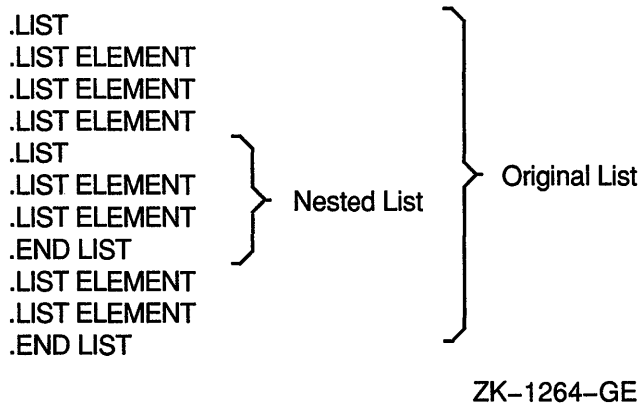 .LIST
.LIST ELEMENT
.LIST ELEMENT
.LIST ELEMENT
.LIST
.LIST ELEMENT
.LIST ELEMENT
.END LIST
.LIST ELEMENT
.LIST ELEMENT
.END LIST
Nested List
Original List
ZK–1264–GE